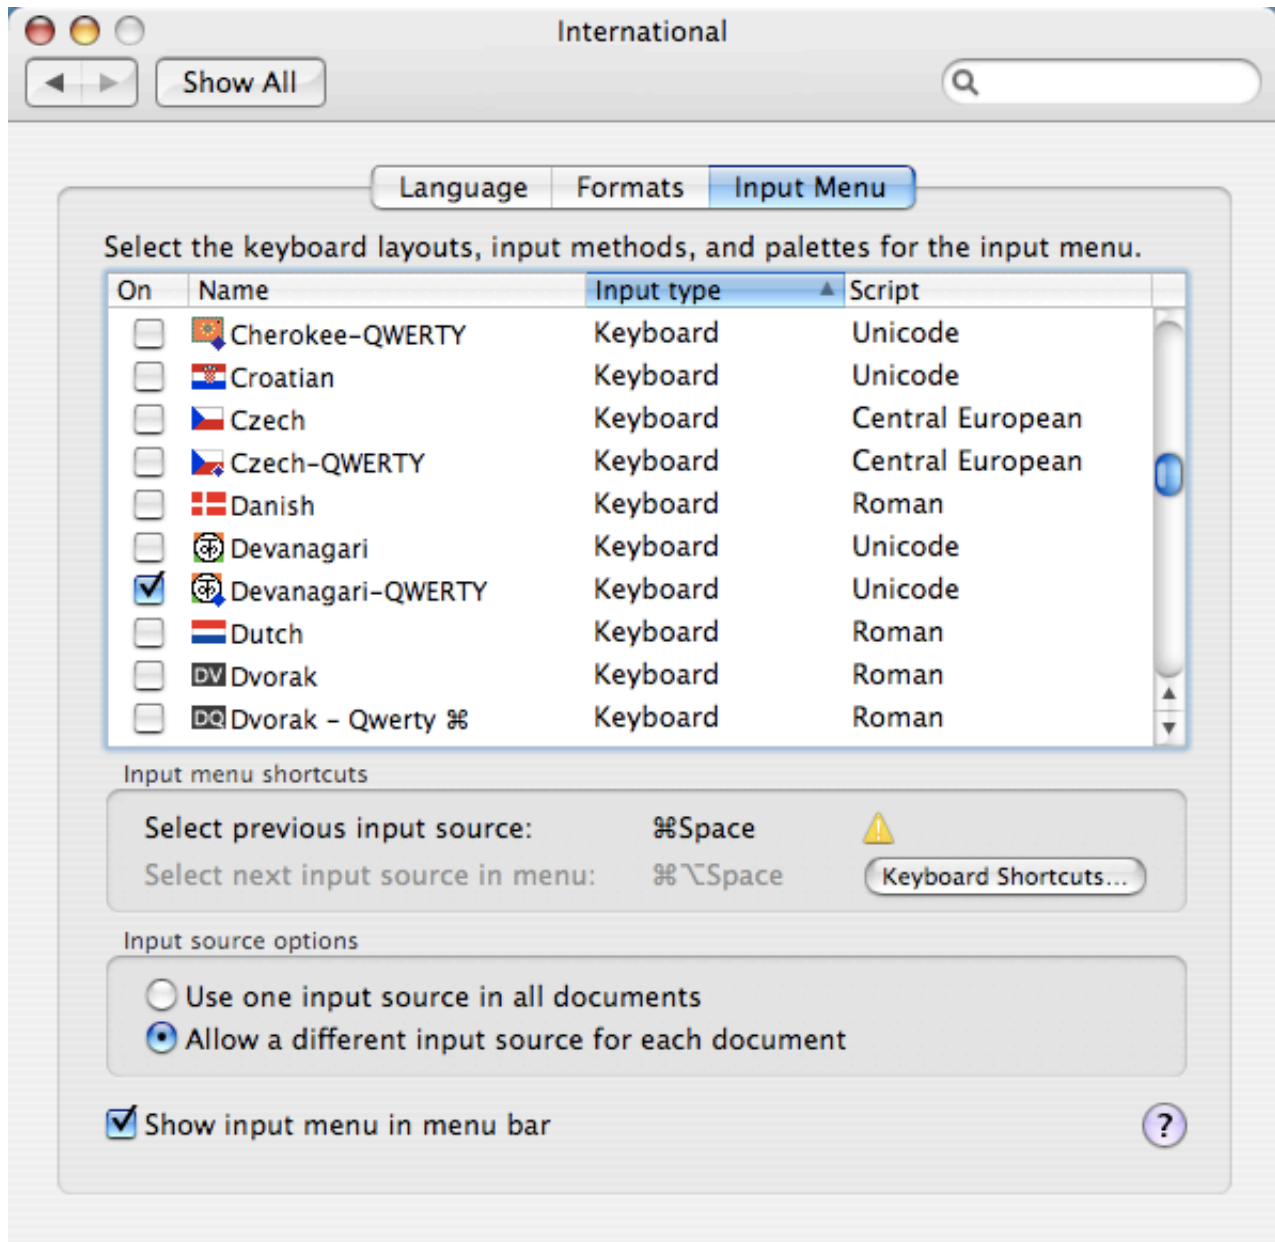 International
Show All
Language Formats Input Menu
Select the keyboard layouts, input methods, and palettes for the input menu.
On Name Input type Script
Cherokee-QWERTY Keyboard Unicode
Croatian Keyboard Unicode
Czech Keyboard Central European
Czech-QWERTY Keyboard Central European
Danish Keyboard Roman
Devanagari Keyboard Unicode
Devanagari-QWERTY Keyboard Unicode
Dutch Keyboard Roman
DV Dvorak Keyboard Roman
DQ Dvorak - Qwerty ⌘ Keyboard Roman
Input menu shortcuts
Select previous input source: ⌘Space
Select next input source in menu: ⌘⌥Space Keyboard Shortcuts...
Input source options
Use one input source in all documents
Allow a different input source for each document
Show input menu in menu bar ?